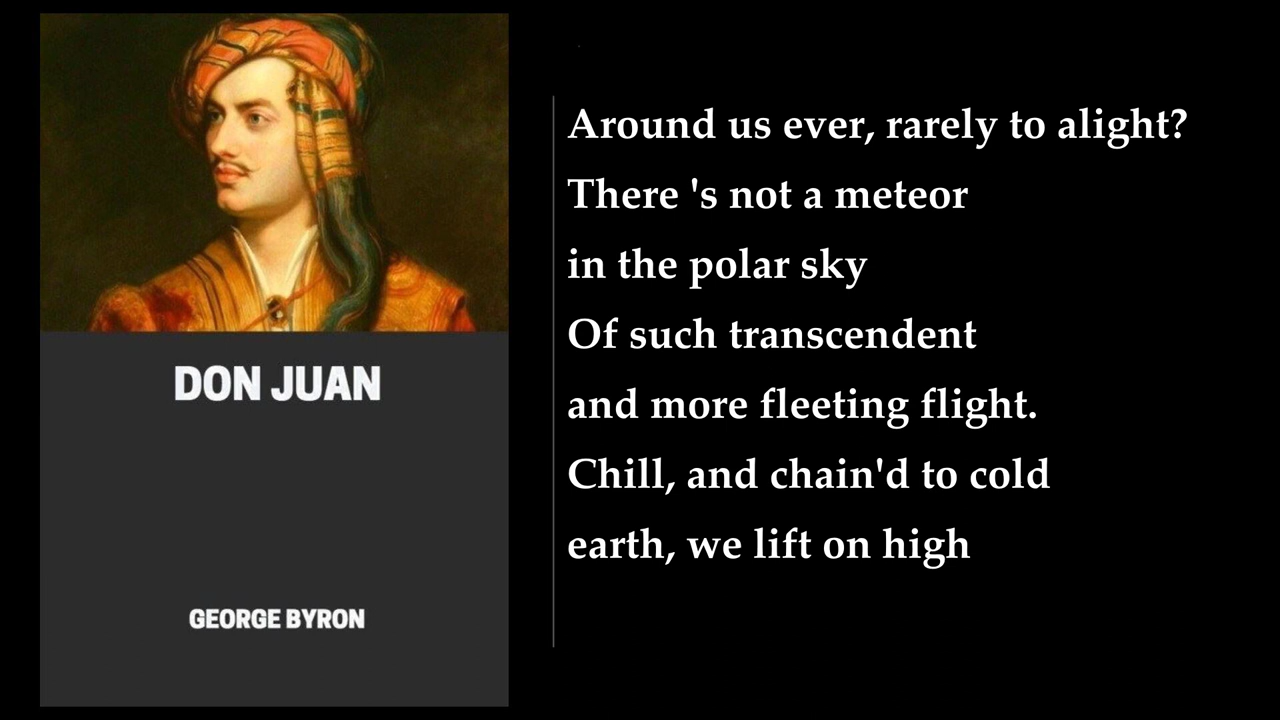 DON JUAN
GEORGE BYRON
Around us ever, rarely to alight?
There 's not a meteor
in the polar sky
Of such transcendent
and more fleeting flight.
Chill, and chain'd to cold
earth, we lift on high